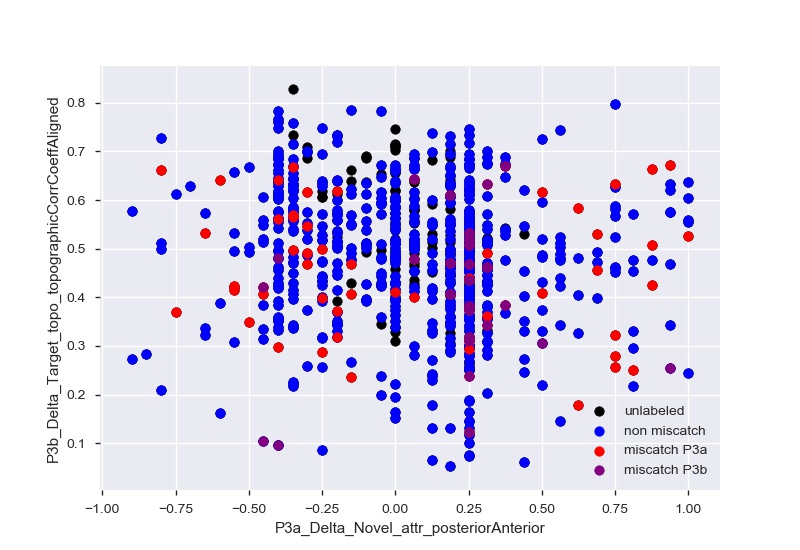 P3b_Delta_Target_topo_topographicCorrCoeffAligned
0.8
0.7
0.6
0.5
0.4
0.3
0.2
0.1
unlabeled
non miscatch
miscatch P3a
miscatch P3b
−1.00 −0.75 −0.50 −0.25 0.00 0.25 0.50 0.75 1.00
P3a_Delta_Novel_attr_posteriorAnterior